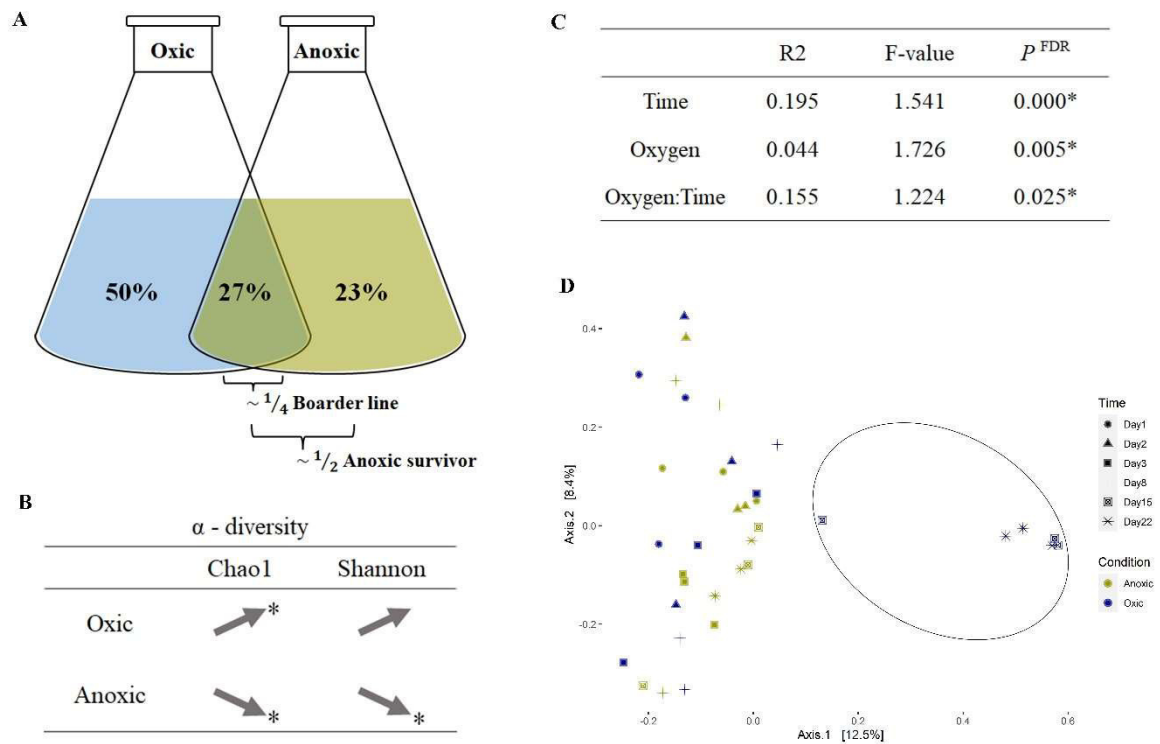 A
Oxic
Anoxic
50%
27%
23%
~ 1/4 Boarder line
~ 1/2 Anoxic survivor
B
α - diversity
Chao1 Shannon
Oxic * 
Anoxic * *
C
R2 F-value P FDR
Time 0.195 1.541 0.000*
Oxygen 0.044 1.726 0.005*
Oxygen:Time 0.155 1.224 0.025*
D
0.4
0.2
0.0
-0.2
Axis.2 [8.4%]
-0.2 0.0 0.2 0.4 0.6
Axis.1 [12.5%]
Time
Day1
Day2
Day3
Day8
Day15
Day22
Condition
Anoxic
Oxic